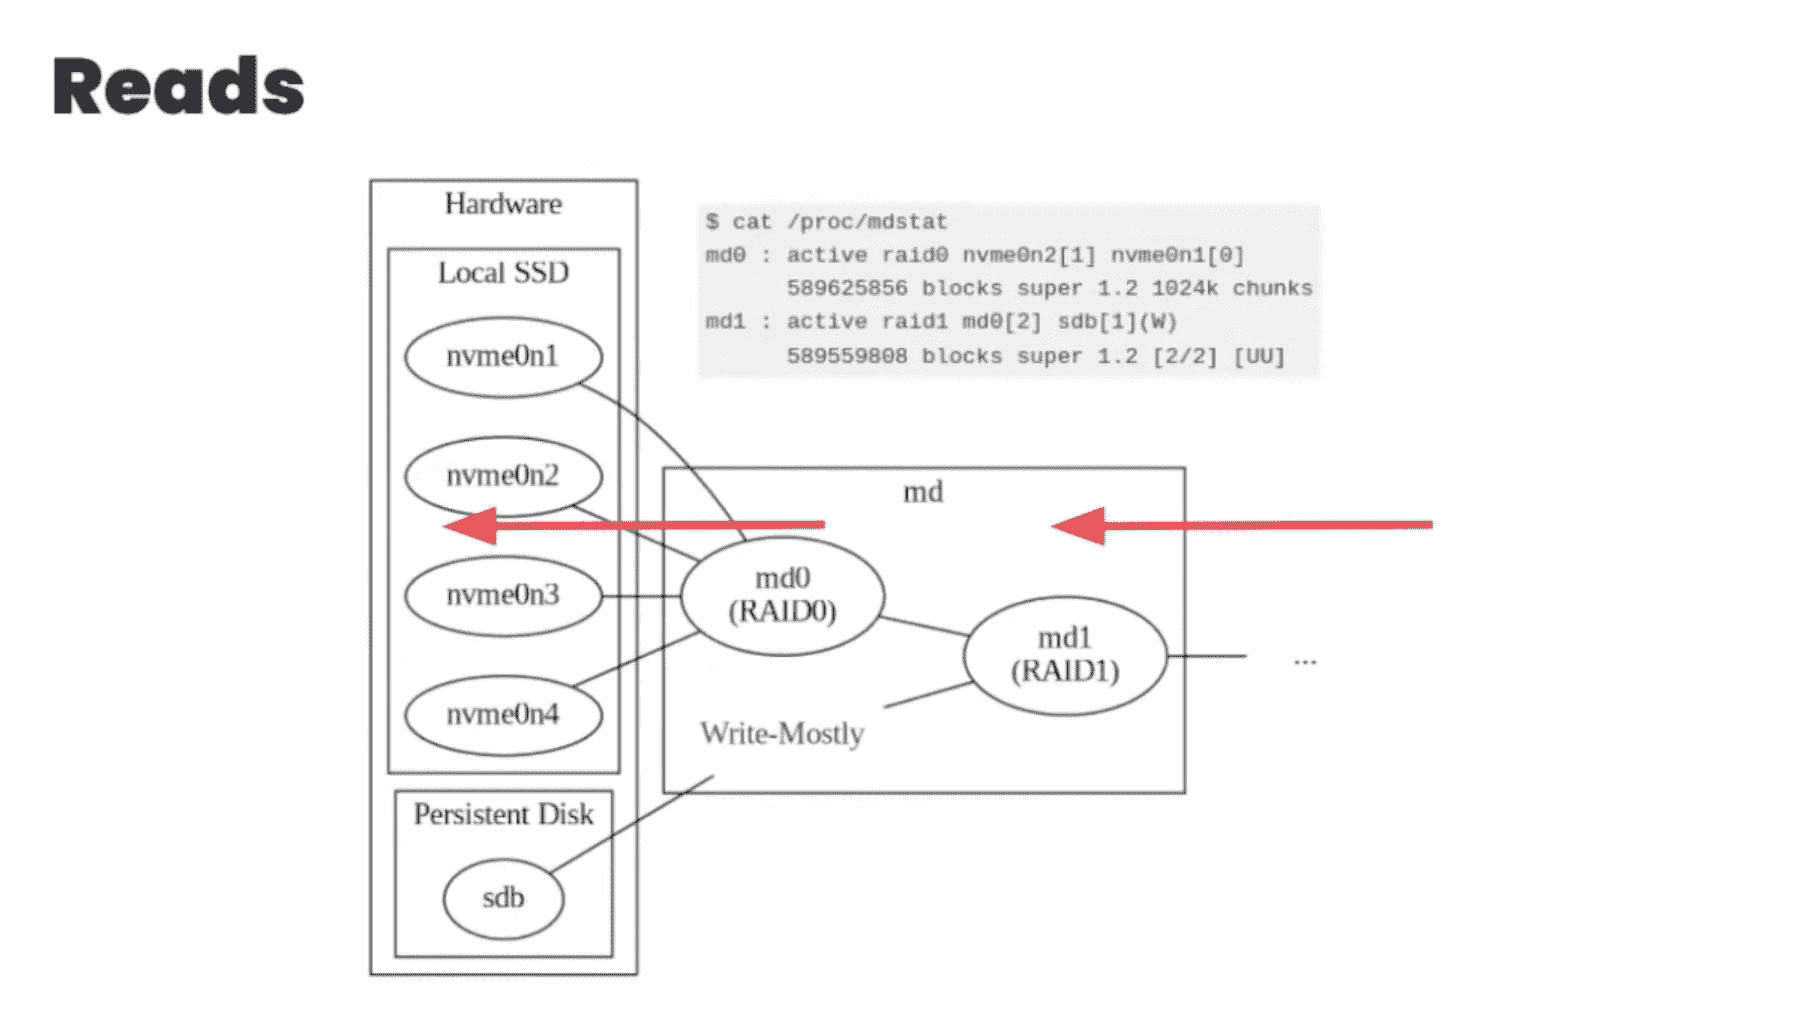 Reads
Hardware
Local SSD
nvme0n1
nvme0n2
nvme0n3
nvme0n4
Persistent Disk
sdb
$ cat /proc/mdstat
md0 : active raid0 nvme0n2[1] nvme0n1[0]
589625856 blocks super 1.2 1024k chunks
md1 : active raid1 md0[2] sdb[1](W)
589559808 blocks super 1.2 [2/2] [UU]
md
md0
(RAID0)
md1
(RAID1)
Write-Mostly
...